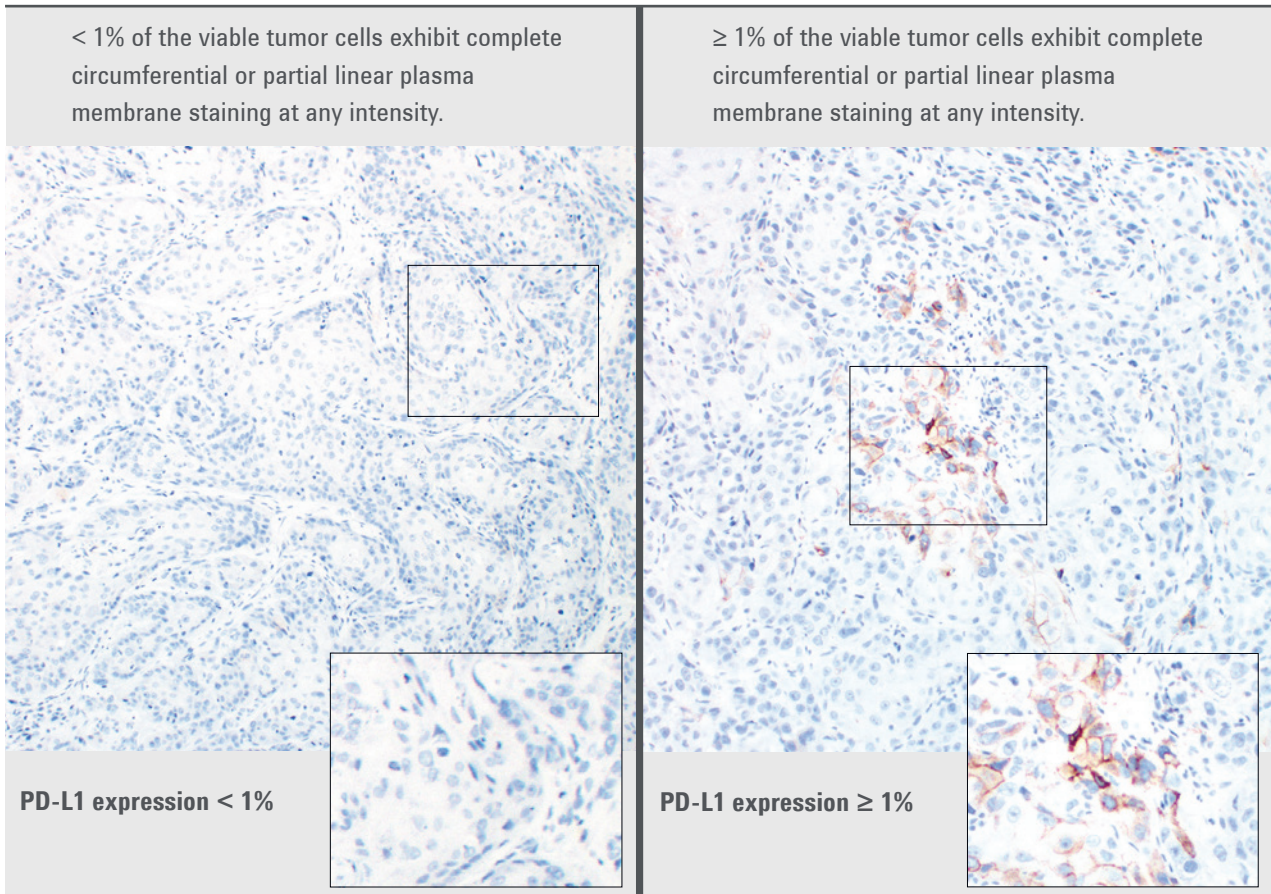 < 1% of the viable tumor cells exhibit complete
circumferential or partial linear plasma
membrane staining at any intensity.
PD-L1 expression < 1%
≥ 1% of the viable tumor cells exhibit complete
circumferential or partial linear plasma
membrane staining at any intensity.
PD-L1 expression ≥ 1%